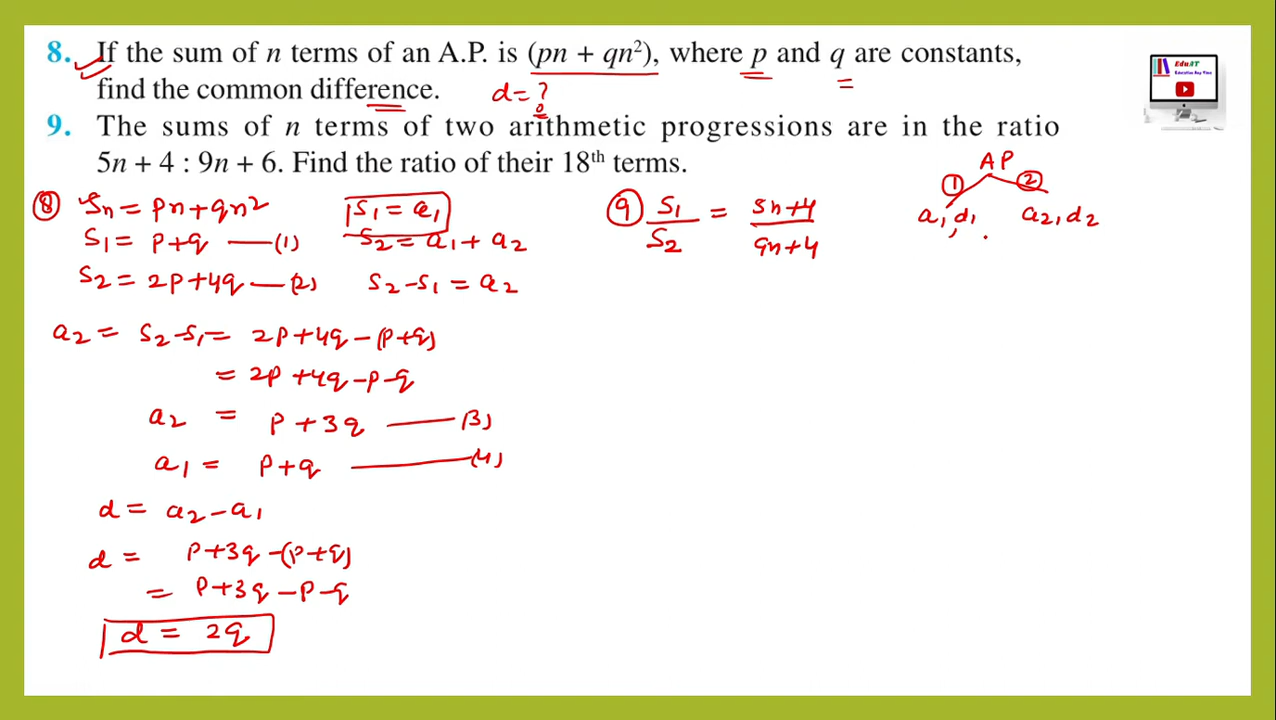 8. If the sum of n terms of an A.P. is (pn + qn²), where p and q are constants,
find the common difference. d = ?
9. The sums of n terms of two arithmetic progressions are in the ratio
5n + 4 : 9n + 6. Find the ratio of their 18th terms.
EduAT
Education Any Time
⑧ Sn = pn+qn²
S1 = p+q —(1)
S2 = 2p+4q —(2)
S1 = a1
S2 = a1 + a2
S2-S1 = a2
a2 = S2-S1 = 2p+4q-(p+q)
= 2p+4q-p-q
a2 = p+3q —(3)
a1 = p+q —(4)
d = a2-a1
d = p+3q-(p+q)
= p+3q-p-q
d = 2q
⑨ S1/S2 = 5n+4/9n+4
AP
① ②
a1, d1 a2, d2